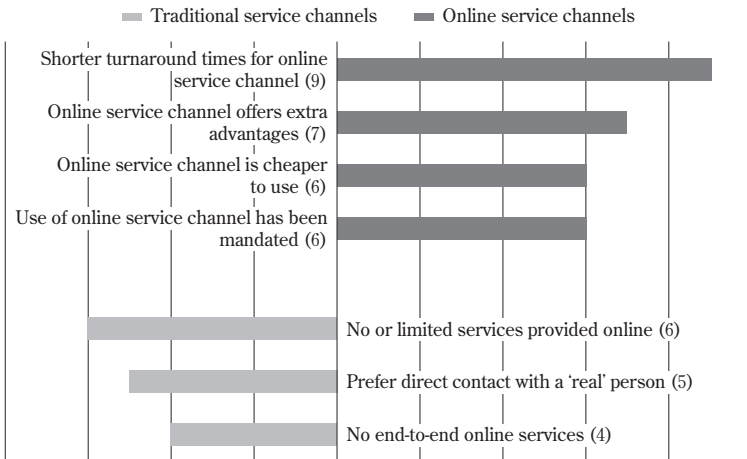 Traditional service channels Online service channels
Shorter turnaround times for online
service channel (9)
Online service channel offers extra
advantages (7)
Online service channel is cheaper
to use (6)
Use of online service channel has been
mandated (6)
No or limited services provided online (6)
Prefer direct contact with a ‘real’ person (5)
No end-to-end online services (4)